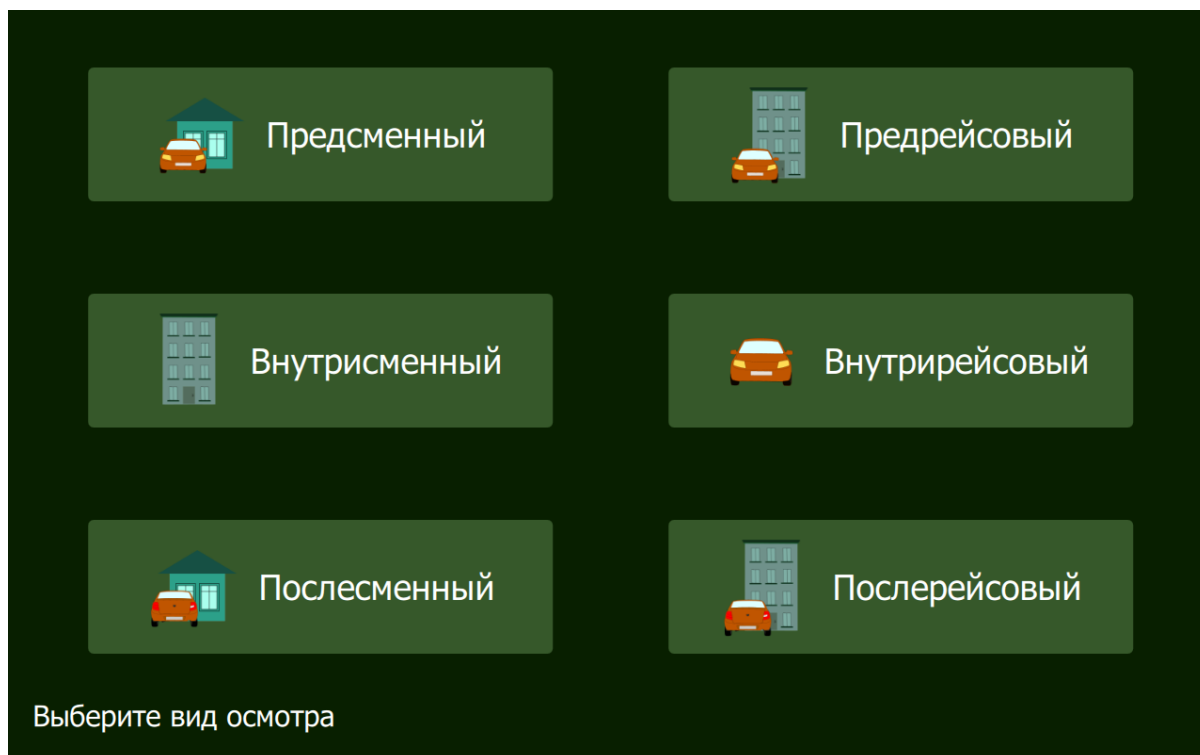 Предсменный
Предрейсовый
Внутрисменный
Внутрирейсовый
Послесменный
Послерейсовый
Выберите вид осмотра